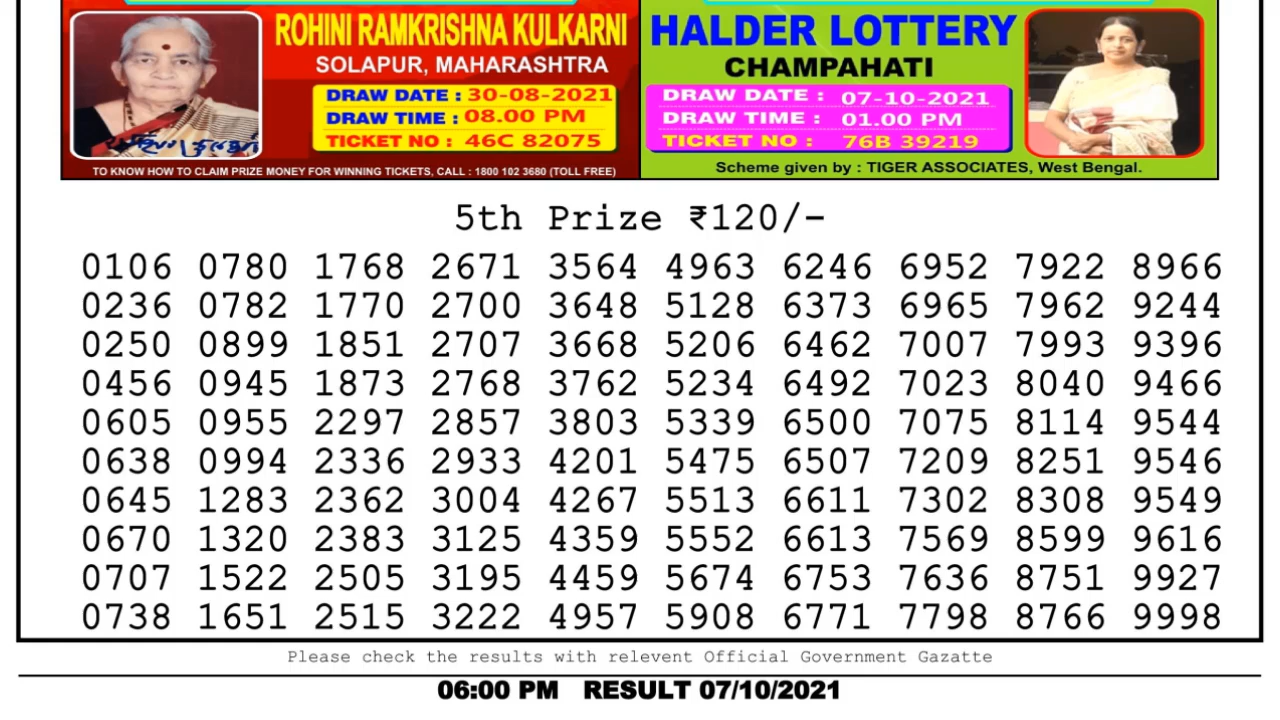 ROHINI RAMKRISHNA KULKARNI
SOLAPUR, MAHARASHTRA
DRAW DATE : 30-08-2021
DRAW TIME : 08.00 PM
TICKET NO : 46C 82075
TO KNOW HOW TO CLAIM PRIZE MONEY FOR WINNING TICKETS, CALL : 1800 102 3680 (TOLL FREE)
HALDER LOTTERY
CHAMPAHATI
DRAW DATE : 07-10-2021
DRAW TIME : 01.00 PM
TICKET NO : 76B 39219
Scheme given by : TIGER ASSOCIATES, West Bengal.
5th Prize ₹120/-
0106 0780 1768 2671 3564 4963 6246 6952 7922 8966
0236 0782 1770 2700 3648 5128 6373 6965 7962 9244
0250 0899 1851 2707 3668 5206 6462 7007 7993 9396
0456 0945 1873 2768 3762 5234 6492 7023 8040 9466
0605 0955 2297 2857 3803 5339 6500 7075 8114 9544
0638 0994 2336 2933 4201 5475 6507 7209 8251 9546
0645 1283 2362 3004 4267 5513 6611 7302 8308 9549
0670 1320 2383 3125 4359 5552 6613 7569 8599 9616
0707 1522 2505 3195 4459 5674 6753 7636 8751 9927
0738 1651 2515 3222 4957 5908 6771 7798 8766 9998
Please check the results with relevent Official Government Gazatte
06:00 PM RESULT 07/10/2021